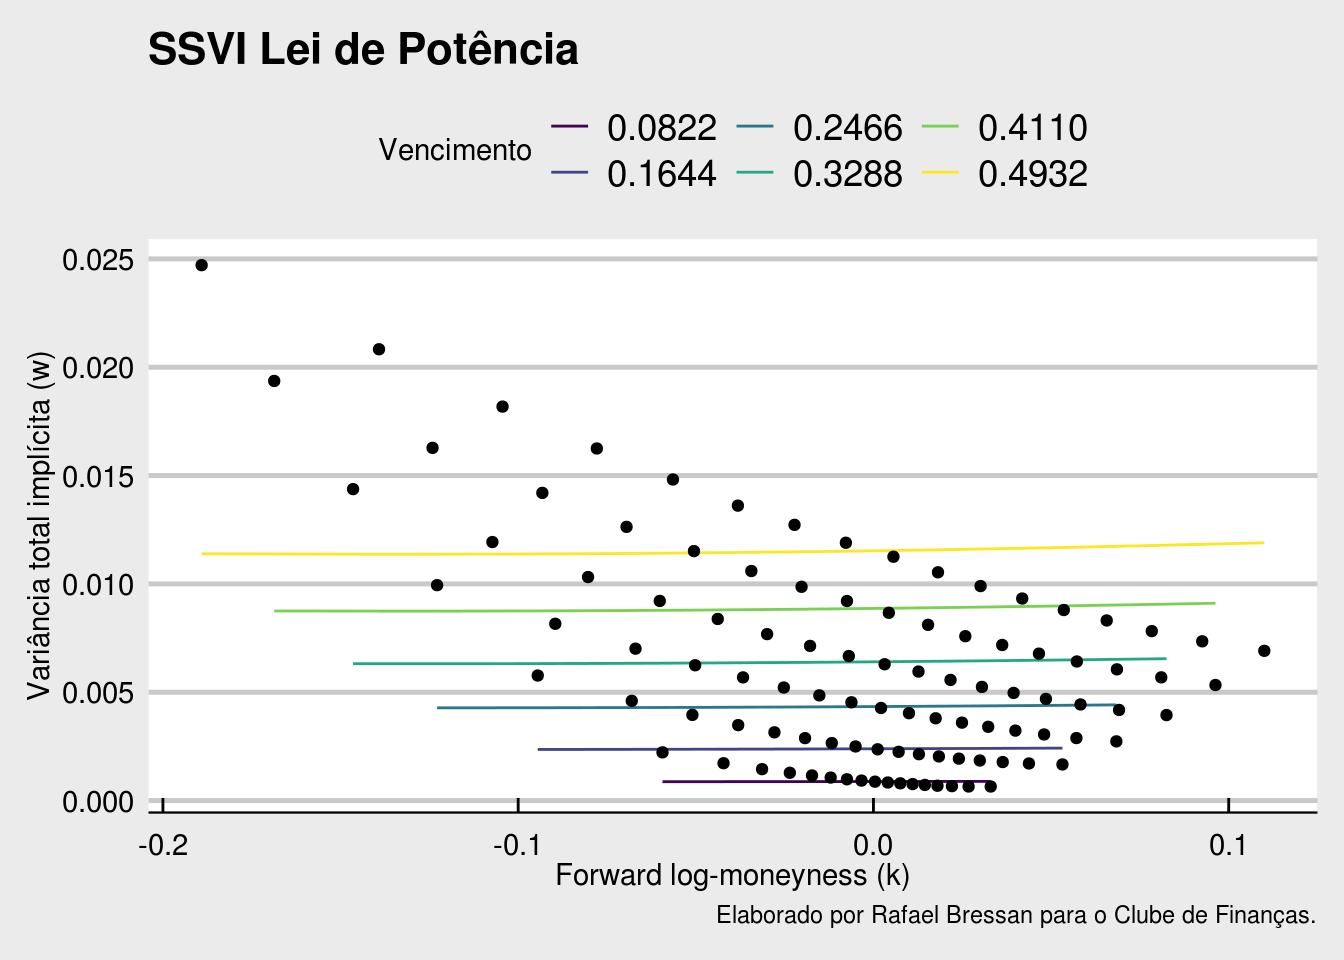 SSVI Lei de Potência
Vencimento
0.0822 0.2466 0.4110
0.1644 0.3288 0.4932
Variância total implícita (w)
0.025
0.020
0.015
0.010
0.005
0.000
-0.2 -0.1 0.0 0.1
Forward log-moneyness (k)
Elaborado por Rafael Bressan para o Clube de Finanças.